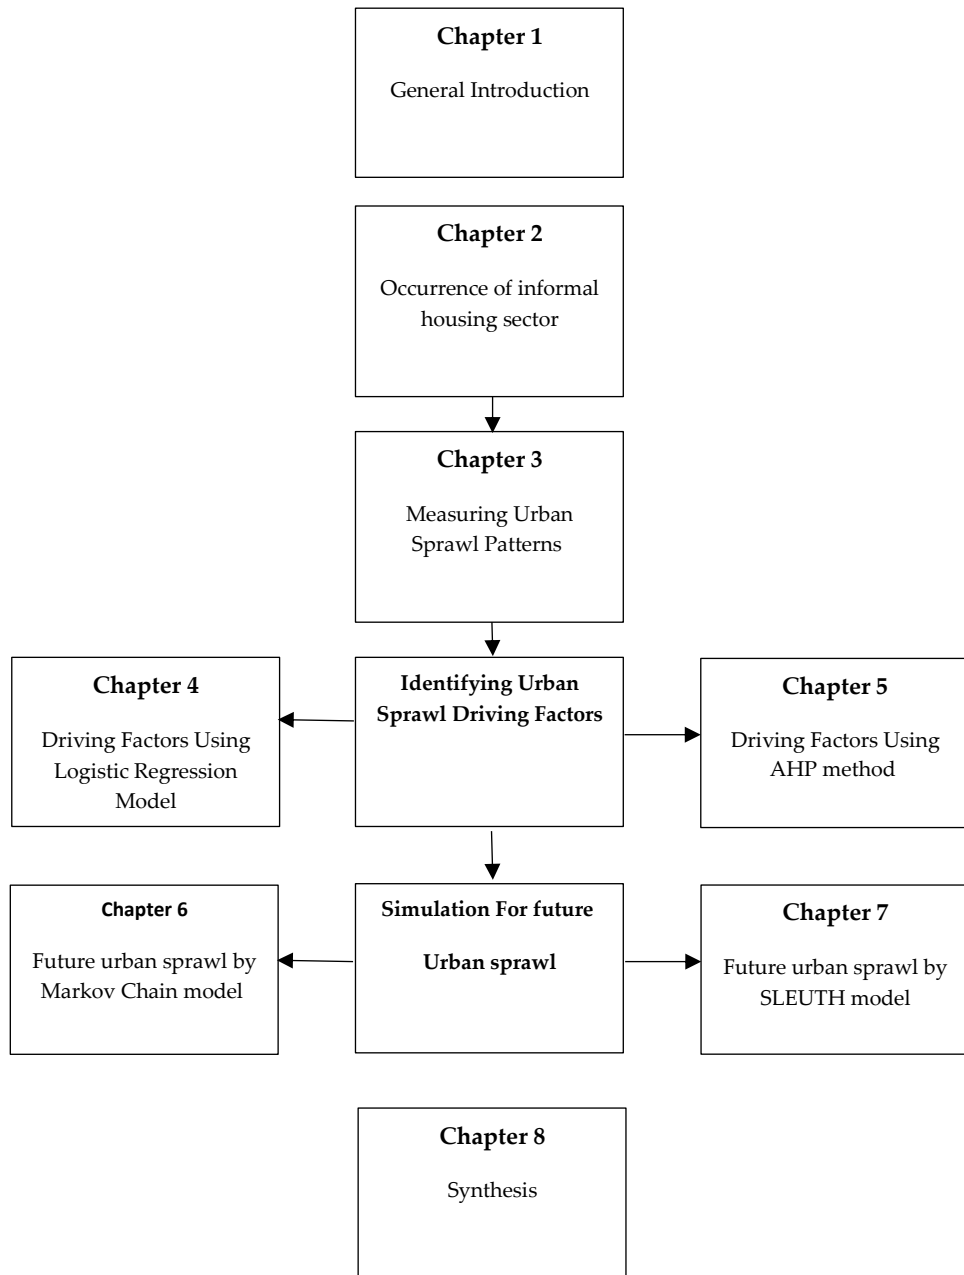 Chapter 1
General Introduction
Chapter 2
Occurrence of informal
housing sector
Chapter 3
Measuring Urban
Sprawl Patterns
Chapter 4
Driving Factors Using
Logistic Regression
Model
Identifying Urban
Sprawl Driving Factors
Chapter 5
Driving Factors Using
AHP method
Chapter 6
Future urban sprawl by
Markov Chain model
Simulation For future
Urban sprawl
Chapter 7
Future urban sprawl by
SLEUTH model
Chapter 8
Synthesis